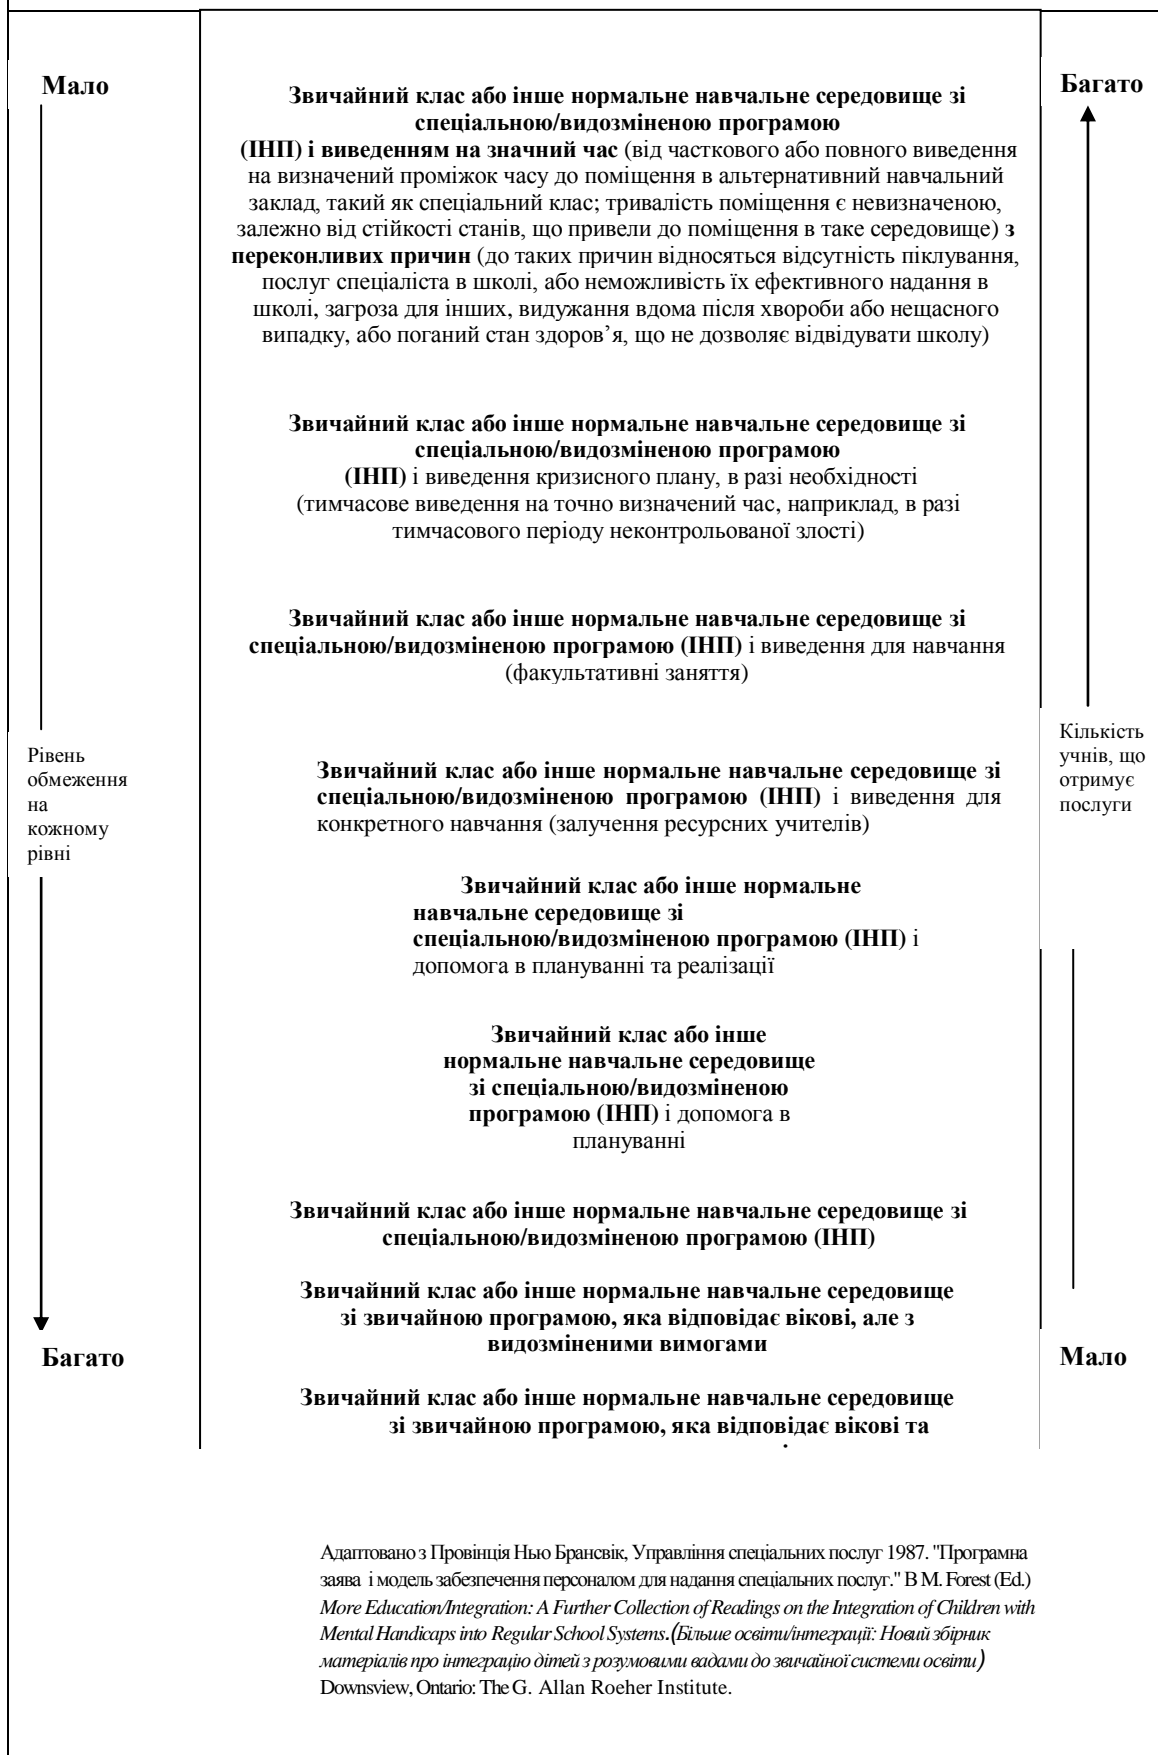 Мало
Багато
Звичайний клас або інше нормальне навчальне середовище зі
спеціальною/видозміненою програмою
(ІНП) і виведенням на значний час (від часткового або повного виведення
на визначений проміжок часу до поміщення в альтернативний навчальний
заклад, такий як спеціальний клас; тривалість поміщення є невизначеною,
залежно від стійкості станів, що привели до поміщення в таке середовище) з
переконливих причин (до таких причин відносяться відсутність піклування,
послуг спеціаліста в школі, або неможливість їх ефективного надання в
школі, загроза для інших, видужання вдома після хвороби або нещасного
випадку, або поганий стан здоров’я, що не дозволяє відвідувати школу)
Звичайний клас або інше нормальне навчальне середовище зі
спеціальною/видозміненою програмою
(ІНП) і виведення кризисного плану, в разі необхідності
(тимчасове виведення на точно визначений час, наприклад, в разі
тимчасового періоду неконтрольованої злості)
Звичайний клас або інше нормальне навчальне середовище зі
спеціальною/видозміненою програмою (ІНП) і виведення для навчання
(факультативні заняття)
Рівень
обмеження
на
кожному
рівні
Кількість
учнів, що
отримує
послуги
Звичайний клас або інше нормальне навчальне середовище зі
спеціальною/видозміненою програмою (ІНП) і виведення для
конкретного навчання (залучення ресурсних учителів)
Звичайний клас або інше нормальне
навчальне середовище зі
спеціальною/видозміненою програмою (ІНП) і
допомога в плануванні та реалізації
Звичайний клас або інше
нормальне навчальне середовище
зі спеціальною/видозміненою
програмою (ІНП) і допомога в
плануванні
Звичайний клас або інше нормальне навчальне середовище зі
спеціальною/видозміненою програмою (ІНП)
Звичайний клас або інше нормальне навчальне середовище
зі звичайною програмою, яка відповідає вікові, але з
видозміненими вимогами
Багато
Мало
Звичайний клас або інше нормальне навчальне середовище
зі звичайною програмою, яка відповідає вікові та
Адаптовано з Провінція Нью Брансвік, Управління спеціальних послуг 1987. "Програмна
заява і модель забезпечення персоналом для надання спеціальних послуг." В M. Forest (Ed.)
More Education/Integration: A Further Collection of Readings on the Integration of Children with
Mental Handicaps into Regular School Systems.(Більше освіти/інтеграції: Новий збірник
матеріалів про інтеграцію дітей з розумовими вадами до звичайної системи освіти)
Downsview, Ontario: The G. Allan Roeher Institute.